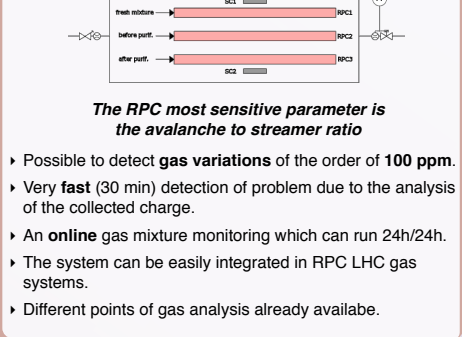 SC1
fresh mixture RPC1
before purif. RPC2
after purif. RPC3
SC2
The RPC most sensitive parameter is
the avalanche to streamer ratio
‣ Possible to detect gas variations of the order of 100 ppm.
‣ Very fast (30 min) detection of problem due to the analysis
of the collected charge.
‣ An online gas mixture monitoring which can run 24h/24h.
‣ The system can be easily integrated in RPC LHC gas
systems.
‣ Different points of gas analysis already availabe.